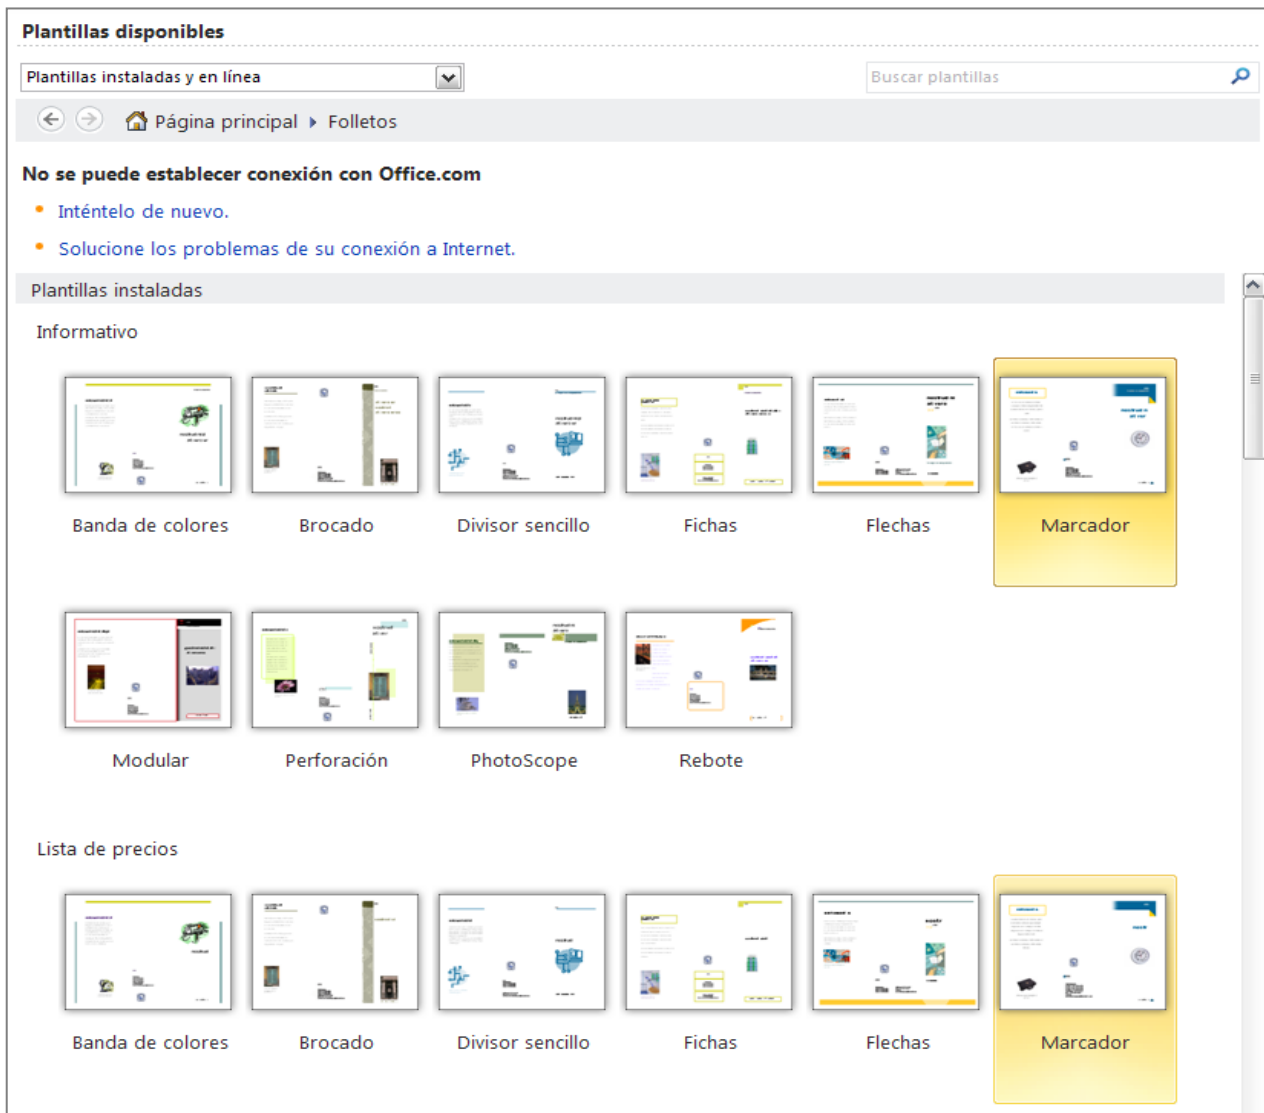 Plantillas disponibles
Plantillas instaladas y en línea
Buscar plantillas
Página principal Folletos
No se puede establecer conexión con Office.com
Inténtelo de nuevo.
Solucione los problemas de su conexión a Internet.
Plantillas instaladas
Informativo
Banda de colores Brocado Divisor sencillo Fichas Flechas Marcador
Modular Perforación PhotoScope Rebote
Lista de precios
Banda de colores Brocado Divisor sencillo Fichas Flechas Marcador